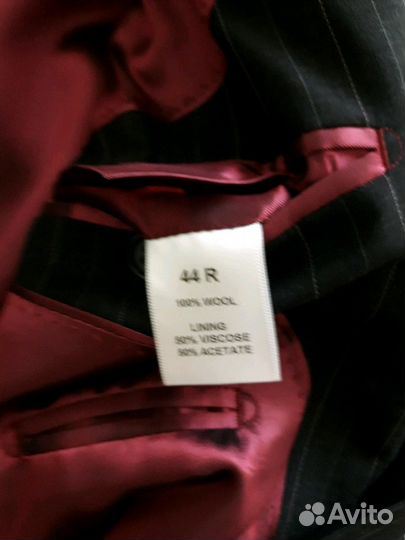 44 R
100% WOOL
LINING
50% VISCOSE
50% ACETATE
Avito